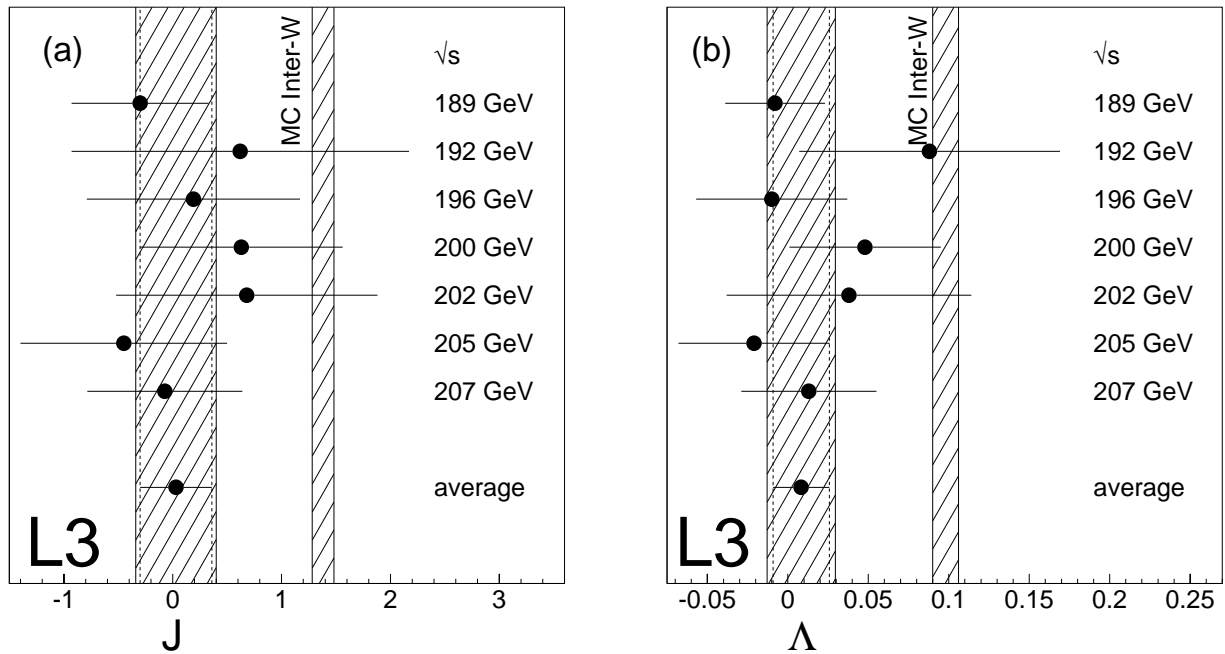 (a)
MC Inter-W
√s
189 GeV
192 GeV
196 GeV
200 GeV
202 GeV
205 GeV
207 GeV
average
L3
-1 0 1 2 3
J
(b)
MC Inter-W
√s
189 GeV
192 GeV
196 GeV
200 GeV
202 GeV
205 GeV
207 GeV
average
L3
-0.05 0 0.05 0.1 0.15 0.2 0.25
Λ